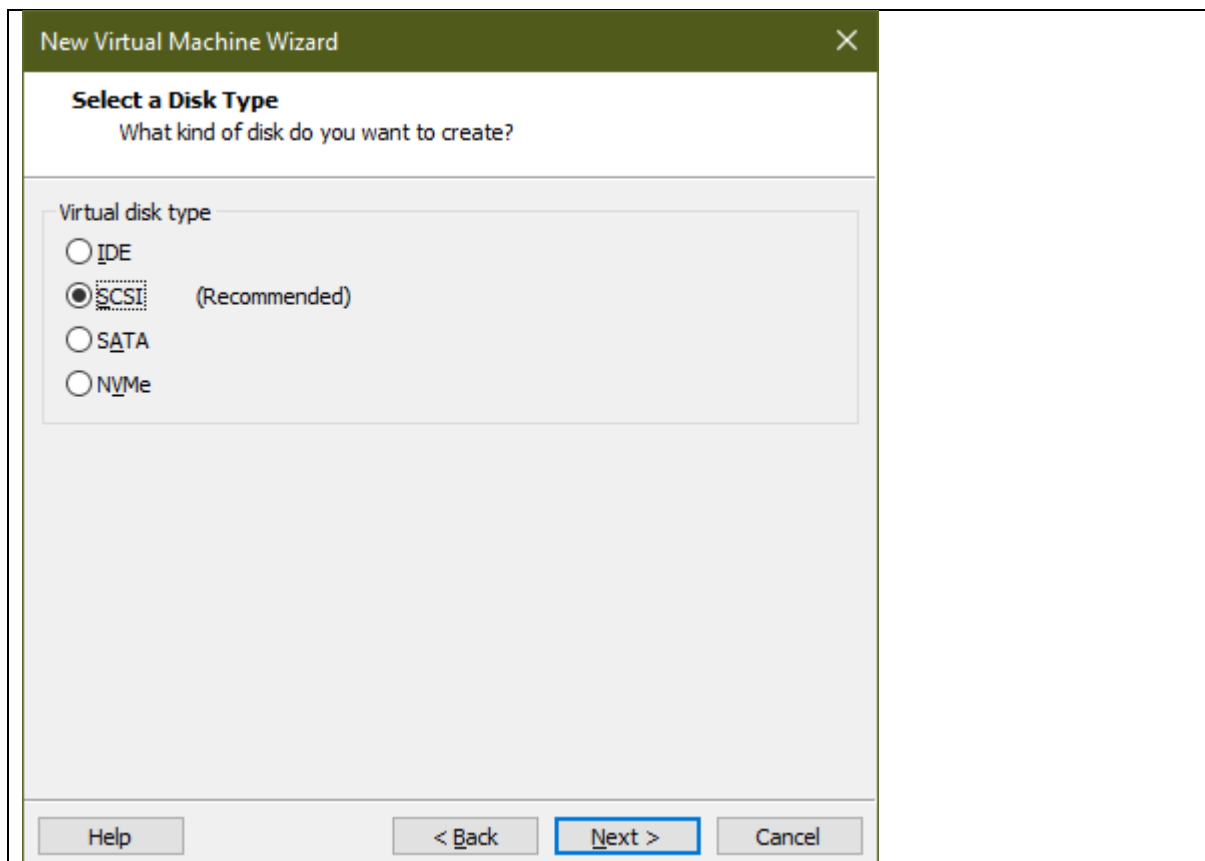 New Virtual Machine Wizard
Select a Disk Type
What kind of disk do you want to create?
Virtual disk type
IDE
SCSI (Recommended)
SATA
NVMe
Help < Back Next > Cancel